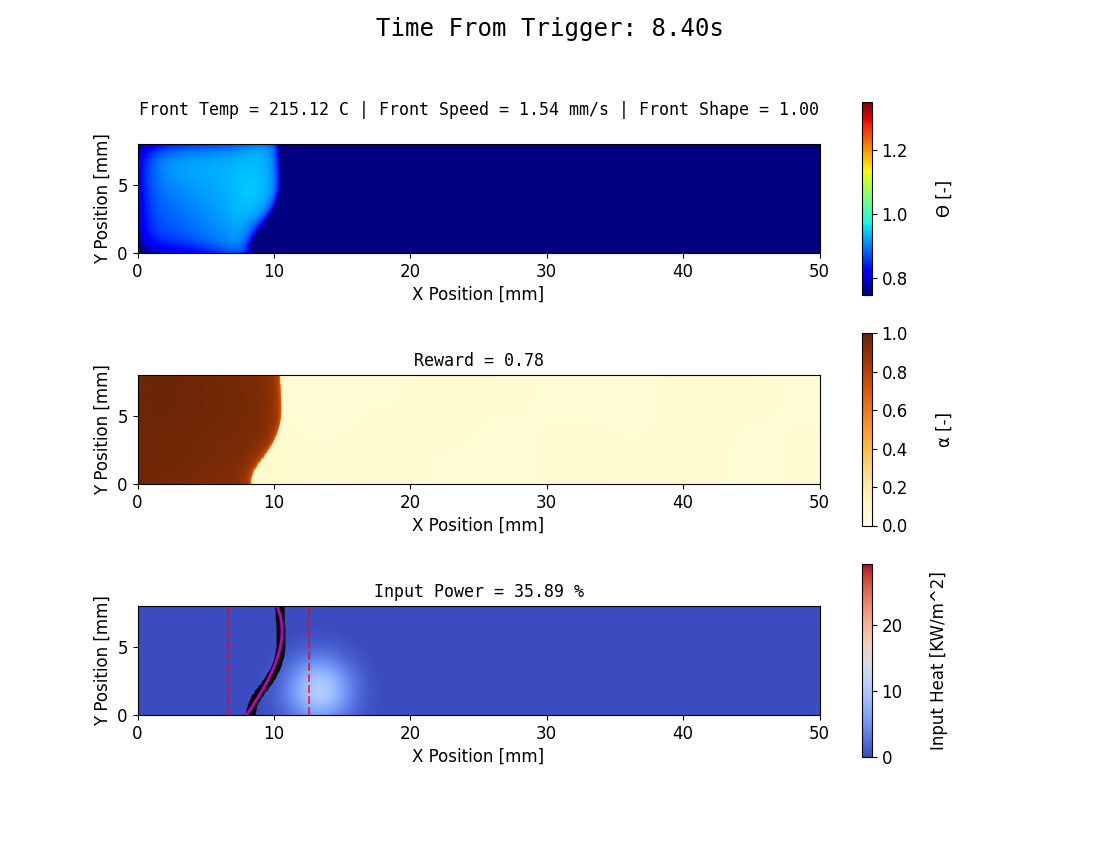 Time From Trigger: 8.40s
Front Temp = 215.12 C | Front Speed = 1.54 mm/s | Front Shape = 1.00
Y Position [mm]
5
0
0 10 20 30 40 50
X Position [mm]
1.2
1.0
0.8
Θ [-]
Reward = 0.78
Y Position [mm]
5
0
0 10 20 30 40 50
X Position [mm]
1.0
0.8
0.6
0.4
0.2
0.0
α [-]
Input Power = 35.89 %
Y Position [mm]
5
0
0 10 20 30 40 50
X Position [mm]
20
10
0
Input Heat [KW/m^2]